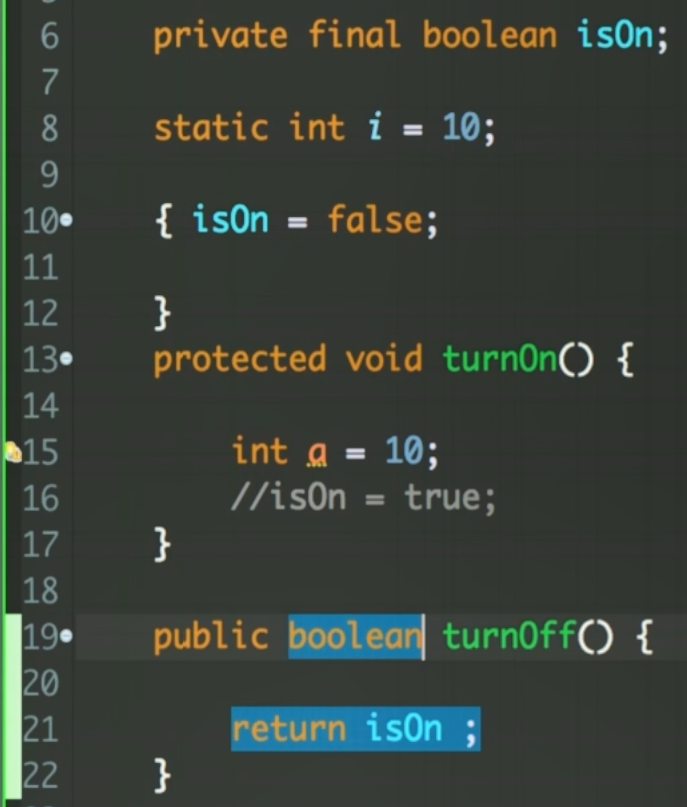 6 private final boolean isOn;
7
8 static int i = 10;
9
10 { isOn = false;
11
12 }
13 protected void turnOn() {
14
15 int a = 10;
16 //isOn = true;
17 }
18
19 public boolean turnOff() {
20
21 return isOn ;
22 }